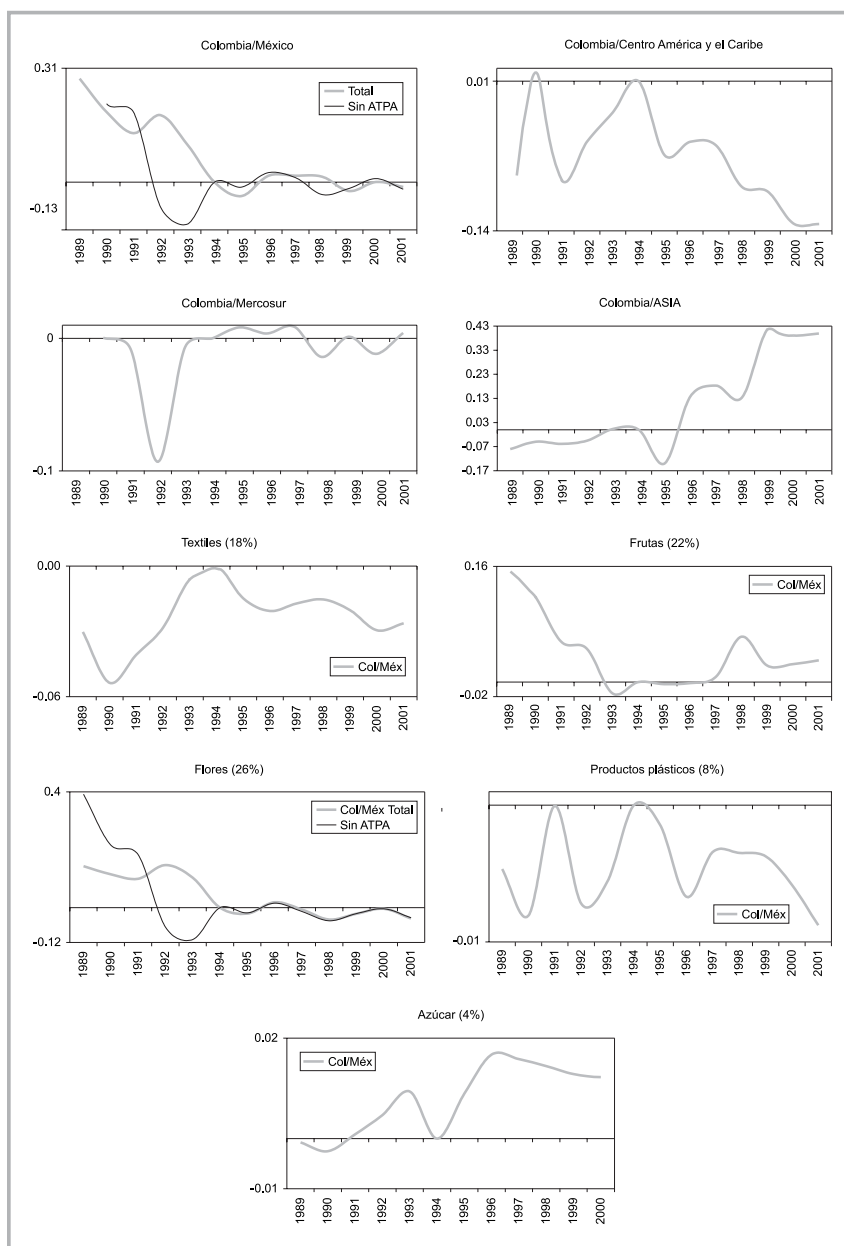 Colombia/México
0.31
Total
Sin ATPA
-0.13
1989 1990 1991 1992 1993 1994 1995 1996 1997 1998 1999 2000 2001
Colombia/Centro América y el Caribe
0.01
-0.14
1989 1990 1991 1992 1993 1994 1995 1996 1997 1998 1999 2000 2001
Colombia/Mercosur
0
-0.1
1989 1990 1991 1992 1993 1994 1995 1996 1997 1998 1999 2000 2001
Colombia/ASIA
0.43
0.33
0.23
0.13
0.03
-0.07
-0.17
1989 1990 1991 1992 1993 1994 1995 1996 1997 1998 1999 2000 2001
Textiles (18%)
0.00
Col/Méx
-0.06
1989 1990 1991 1992 1993 1994 1995 1996 1997 1998 1999 2000 2001
Frutas (22%)
0.16
Col/Méx
-0.02
1989 1990 1991 1992 1993 1994 1995 1996 1997 1998 1999 2000 2001
Flores (26%)
0.4
Col/Méx Total
Sin ATPA
-0.12
1989 1990 1991 1992 1993 1994 1995 1996 1997 1998 1999 2000 2001
Productos plásticos (8%)
-
Col/Méx
-0.01
1989 1990 1991 1992 1993 1994 1995 1996 1997 1998 1999 2000 2001
Azúcar (4%)
0.02
Col/Méx
-0.01
1989 1990 1991 1992 1993 1994 1995 1996 1997 1998 1999 2000